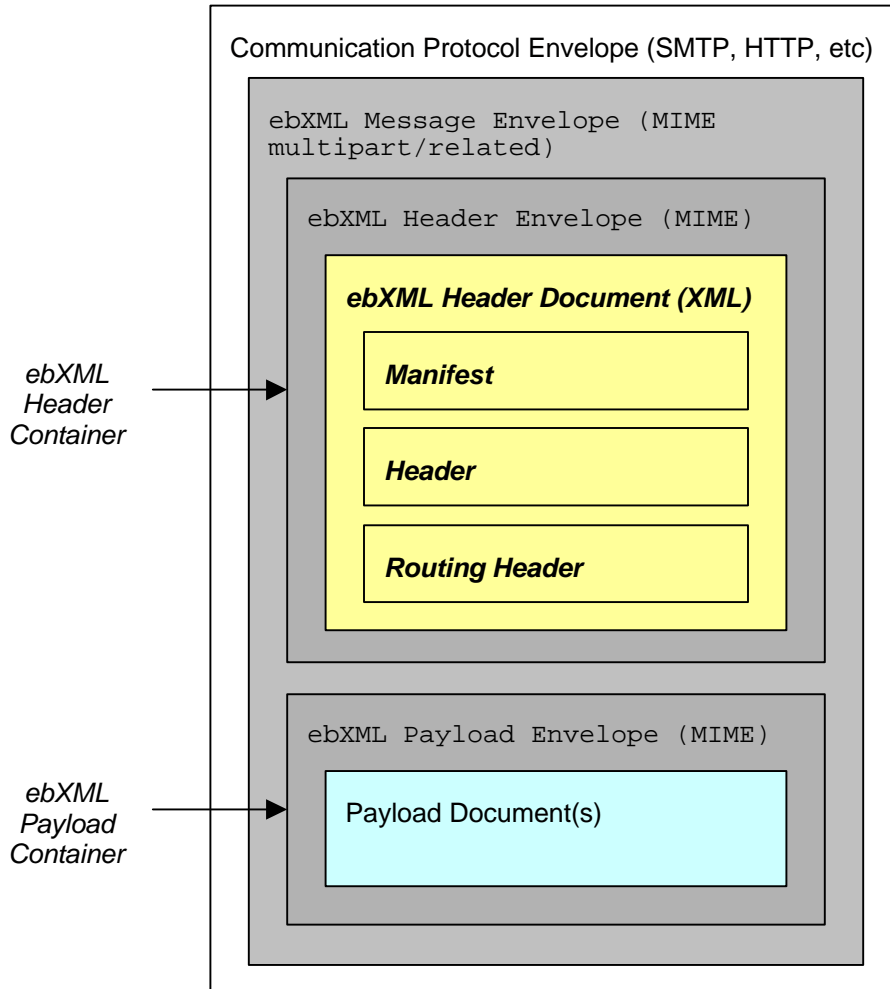 Communication Protocol Envelope (SMTP, HTTP, etc)
ebXML Message Envelope (MIME
multipart/related)
ebXML Header Envelope (MIME)
ebXML Header Document (XML)
Manifest
Header
Routing Header
ebXML
Header
Container
ebXML Payload Envelope (MIME)
Payload Document(s)
ebXML
Payload
Container